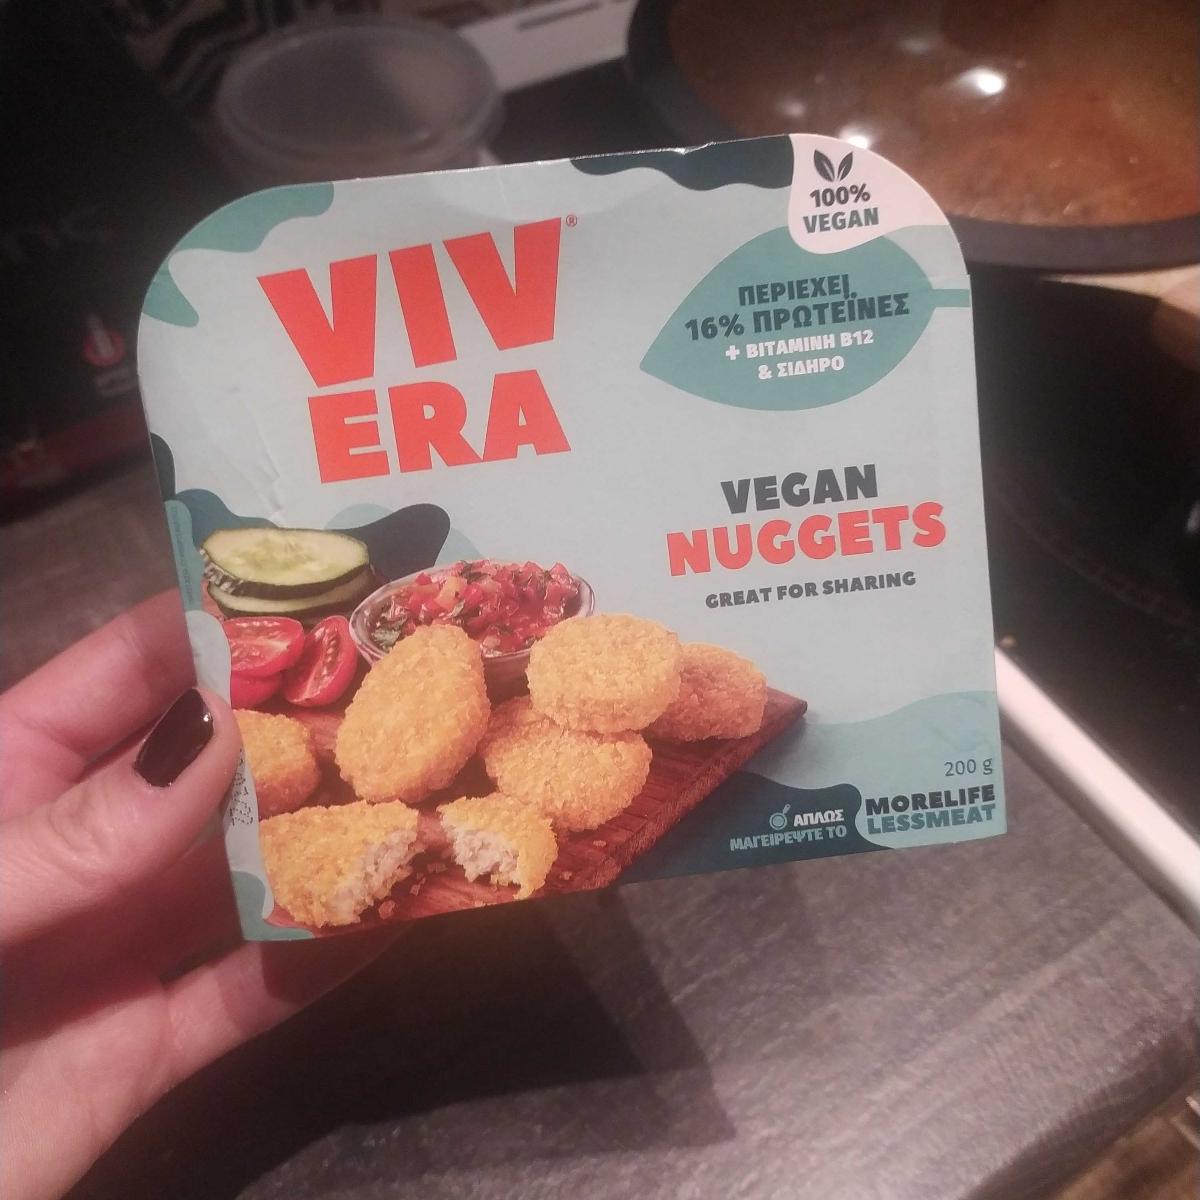 VIV
ERA®
100%
VEGAN
ΠΕΡΙΕΧΕΙ
16% ΠΡΩΤΕΪΝΕΣ
+ ΒΙΤΑΜΙΝΗ Β12
& ΣΙΔΗΡΟ
VEGAN
NUGGETS
GREAT FOR SHARING
200 g
ΑΠΛΩΣ
ΜΑΓΕΙΡΕΨΤΕ ΤΟ
MORELIFE
LESSMEAT